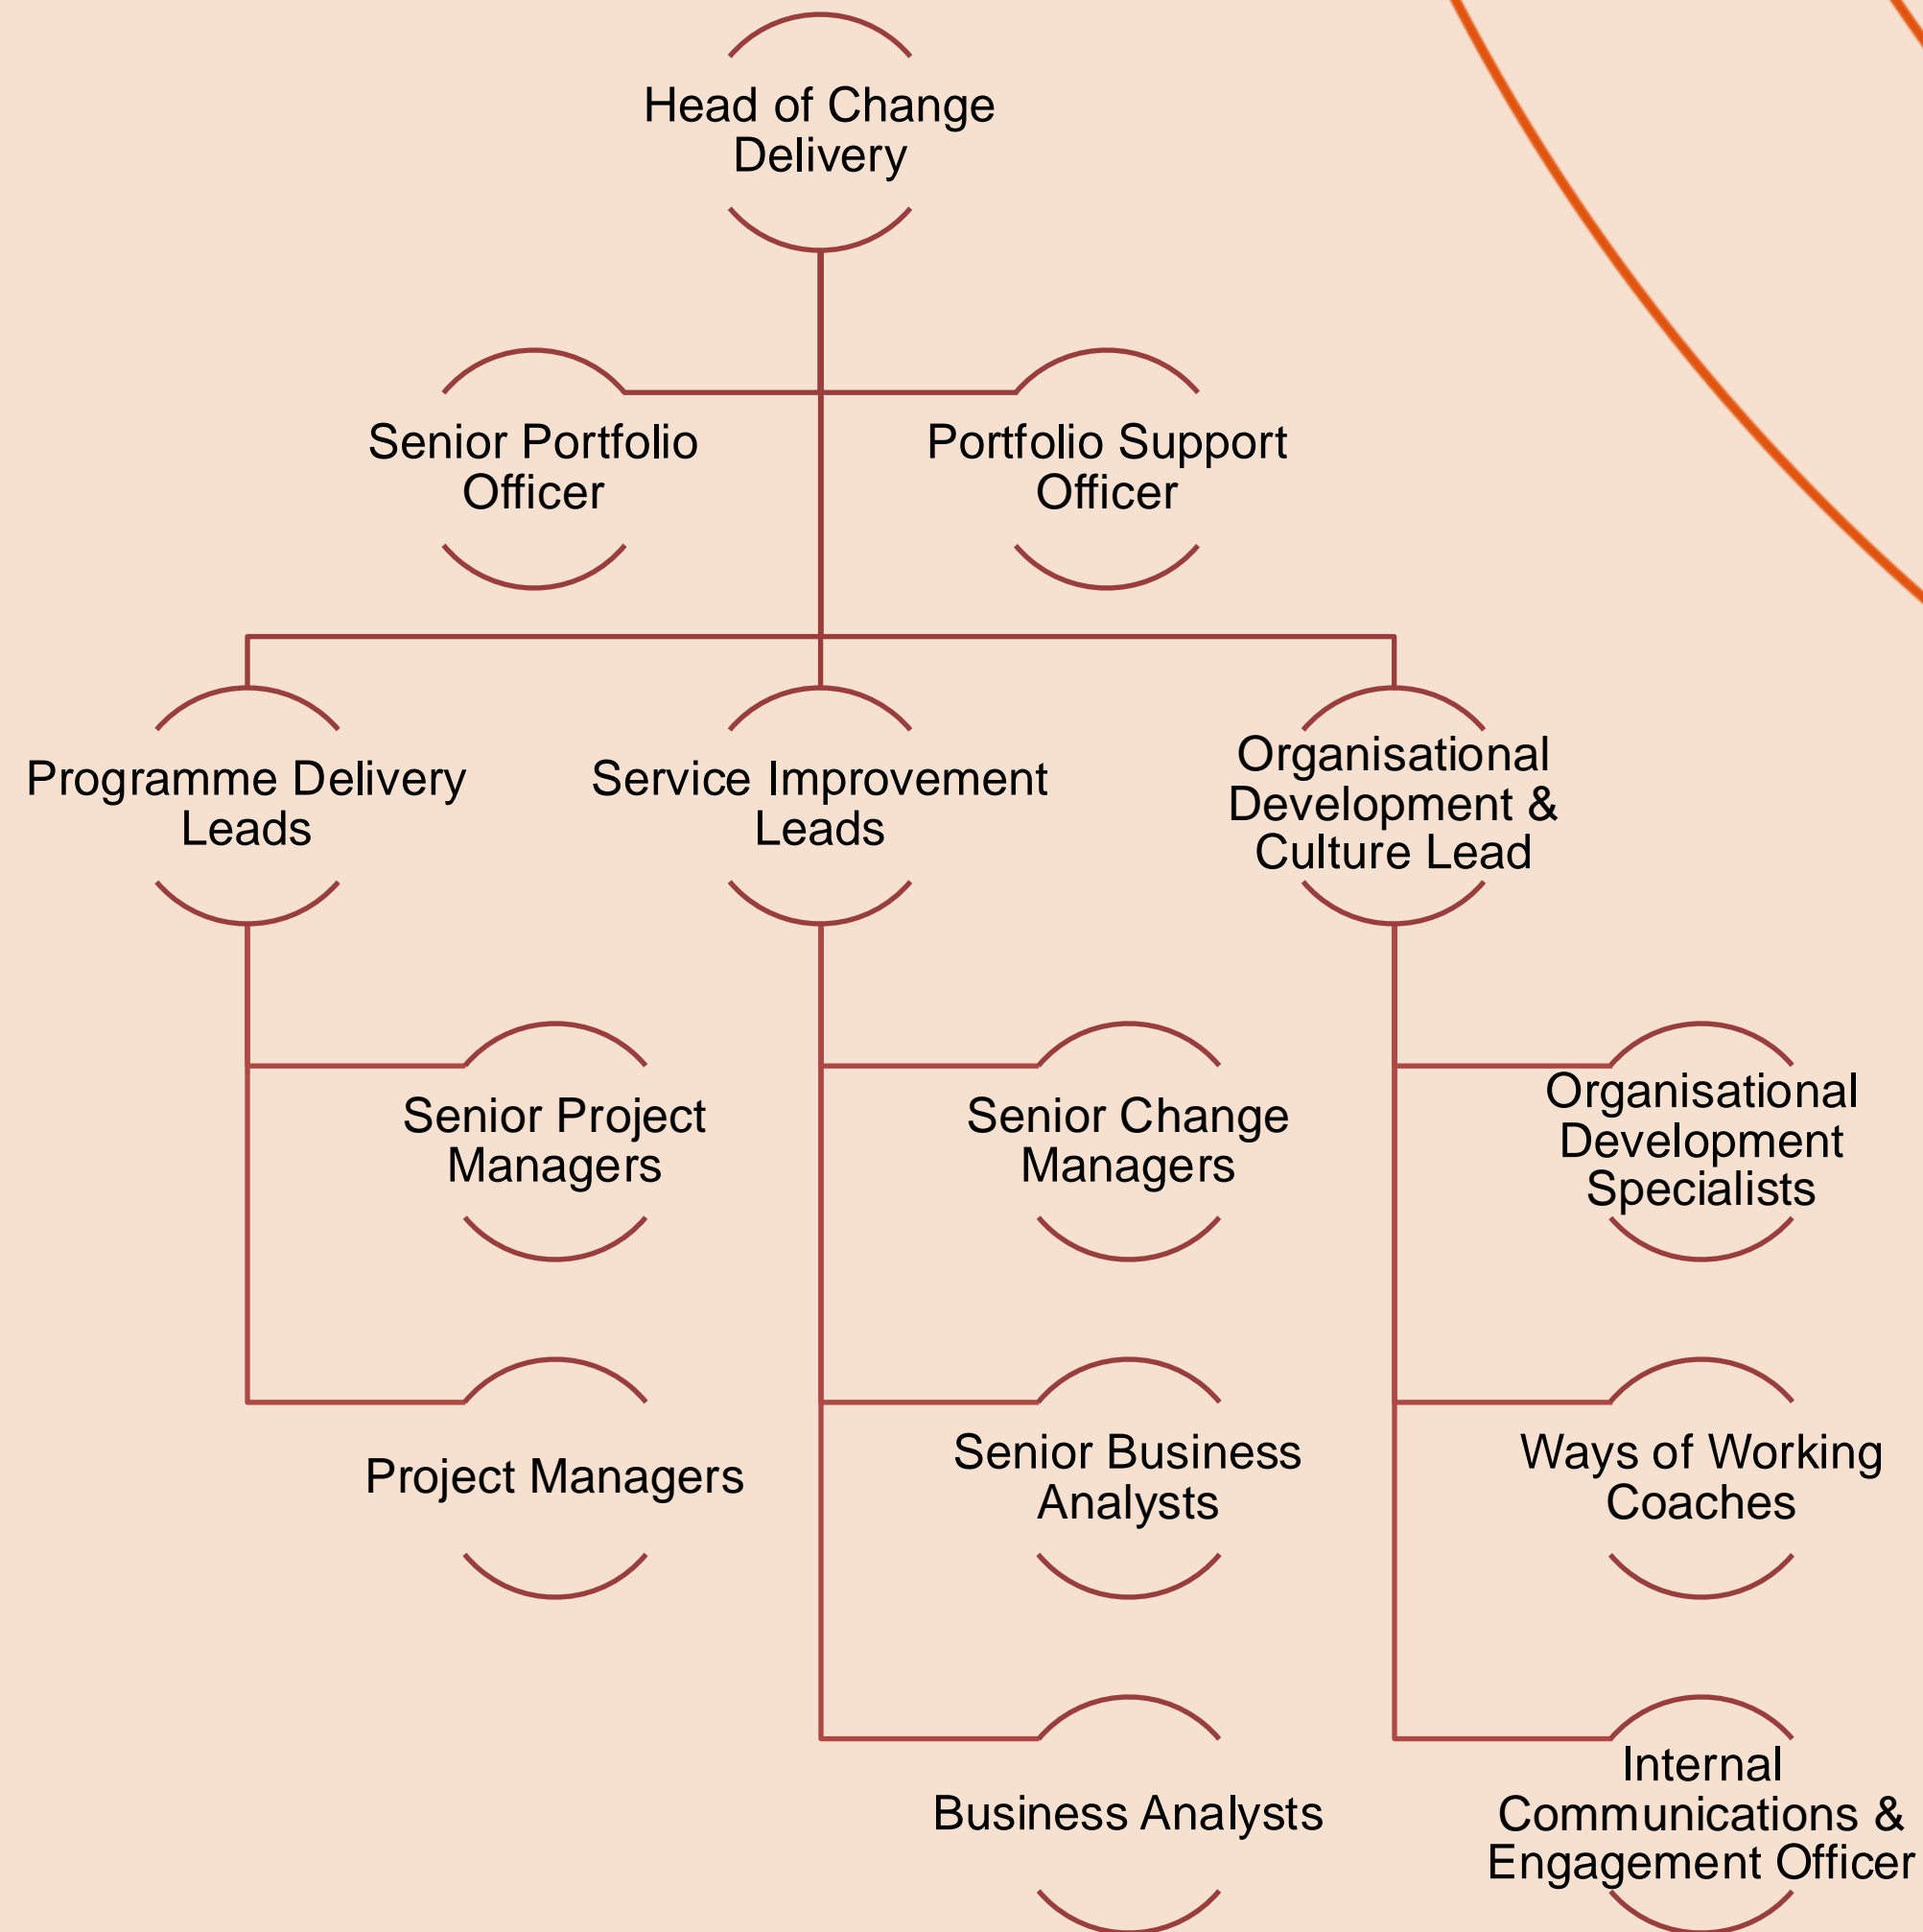 Head of Change
Delivery
Senior Portfolio
Officer
Portfolio Support
Officer
Programme Delivery
Leads
Service Improvement
Leads
Organisational
Development &
Culture Lead
Senior Project
Managers
Senior Change
Managers
Organisational
Development
Specialists
Project Managers
Senior Business
Analysts
Ways of Working
Coaches
Business Analysts
Internal
Communications &
Engagement Officer